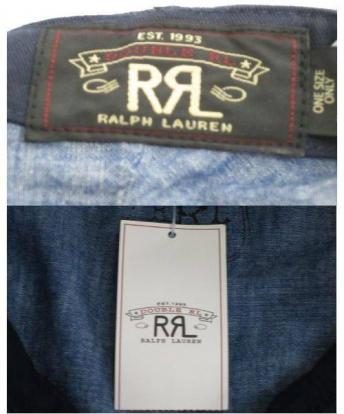 EST. 1993
DOUBLE RL
RRL
RALPH LAUREN
ONE SIZE
ONLY
EST.1993
DOUBLE RL
RRL
RALPH LAUREN